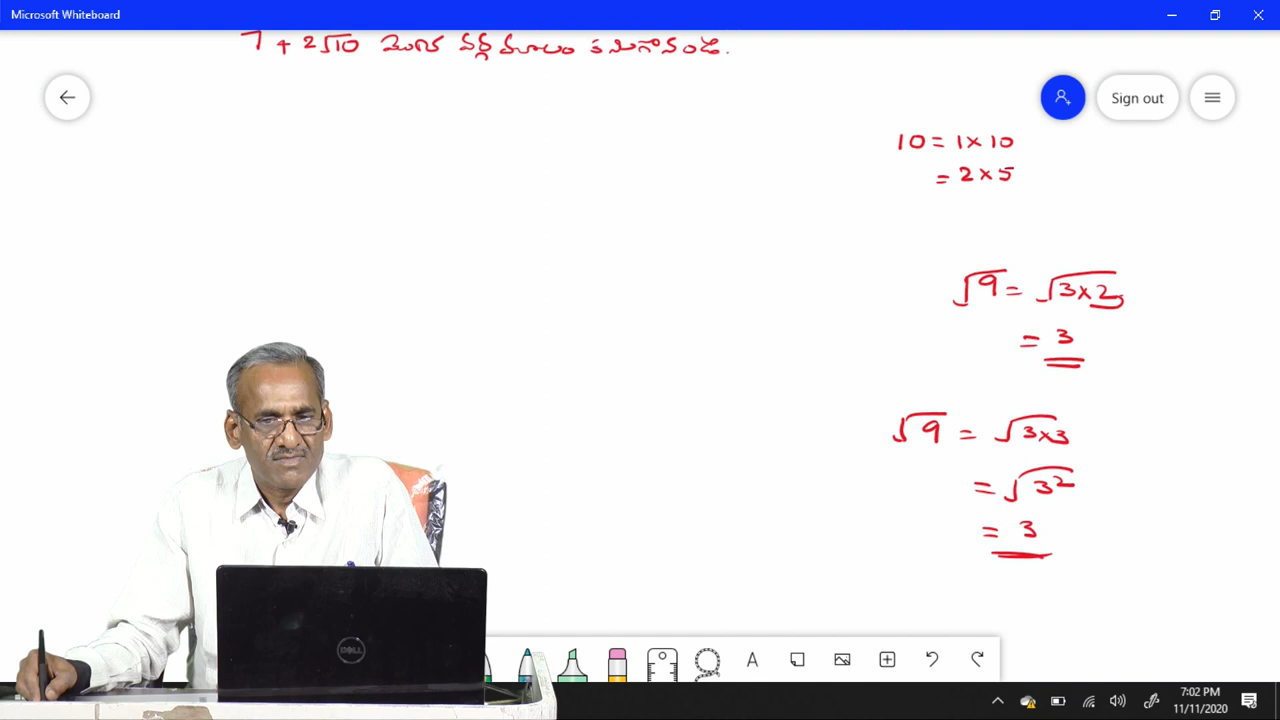 Microsoft Whiteboard
7 + 2√10 యొక్క వర్గమూలం కనుగొనండి.
Sign out
10 = 1 × 10
= 2 × 5
√9 = √3×2
= 3
√9 = √3×3
= √3²
= 3
DELL
A
7:02 PM
11/11/2020